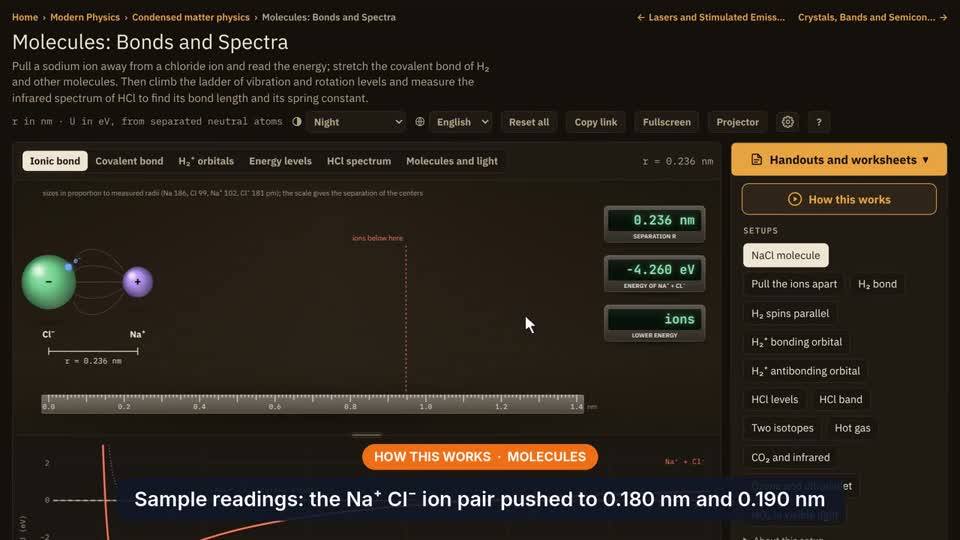 Home › Modern Physics › Condensed matter physics › Molecules: Bonds and Spectra
← Lasers and Stimulated Emiss... Crystals, Bands and Semicon... →
Molecules: Bonds and Spectra
Pull a sodium ion away from a chloride ion and read the energy; stretch the covalent bond of H₂
and other molecules. Then climb the ladder of vibration and rotation levels and measure the
infrared spectrum of HCl to find its bond length and its spring constant.
r in nm · U in eV, from separated neutral atoms Night English Reset all Copy link Fullscreen Projector ?
Ionic bond Covalent bond H₂⁺ orbitals Energy levels HCl spectrum Molecules and light r = 0.236 nm
sizes in proportion to measured radii (Na 186, Cl 99, Na⁺ 102, Cl⁻ 181 pm); the scale gives the separation of the centers
0.236 nm
SEPARATION R
ions below here
-4.260 eV
ENERGY OF NA⁺ + CL⁻
e⁻
− +
ions
LOWER ENERGY
Cl⁻ Na⁺
r = 0.236 nm
0.0 0.2 0.4 0.6 0.8 1.0 1.2 1.4 nm
Handouts and worksheets ▾
How this works
SETUPS
NaCl molecule
Pull the ions apart H₂ bond
H₂ spins parallel
H₂⁺ bonding orbital
H₂⁺ antibonding orbital
HCl levels HCl band
Two isotopes Hot gas
CO₂ and infrared
HOW THIS WORKS · MOLECULES
2 Na⁺ + Cl⁻
0
-2
(eV)
Sample readings: the Na⁺ Cl⁻ ion pair pushed to 0.180 nm and 0.190 nm
About this setup